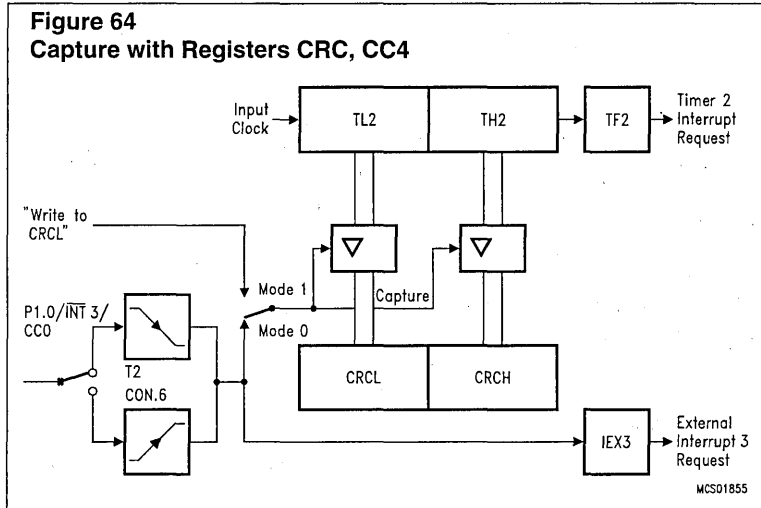 Figure 64
Capture with Registers CRC, CC4
Input
Clock
TL2
TH2
TF2
Timer 2
Interrupt
Request
"Write to
CRCL"
Mode 1
Capture
Mode 0
P1.0/INT 3/
CC0
T2
CON.6
CRCL
CRCH
IEX3
External
Interrupt 3
Request
MCS01855